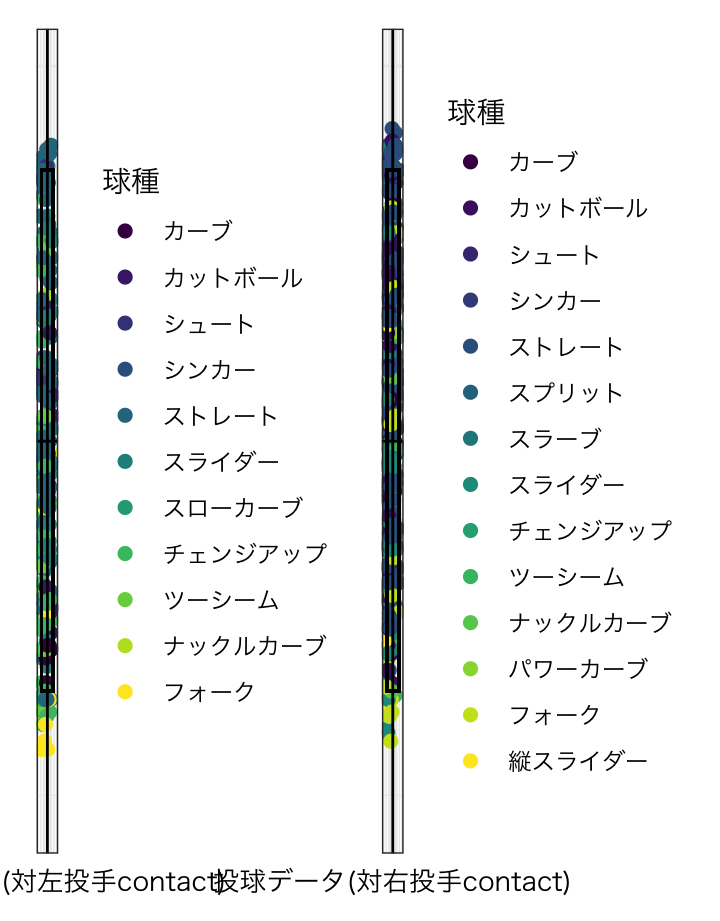 球種
カーブ
カットボール
シュート
シンカー
ストレート
スライダー
スローカーブ
チェンジアップ
ツーシーム
ナックルカーブ
フォーク
球種
カーブ
カットボール
シュート
シンカー
ストレート
スプリット
スラーブ
スライダー
チェンジアップ
ツーシーム
ナックルカーブ
パワーカーブ
フォーク
縦スライダー
(対左投手contact)
投球データ(対右投手contact)